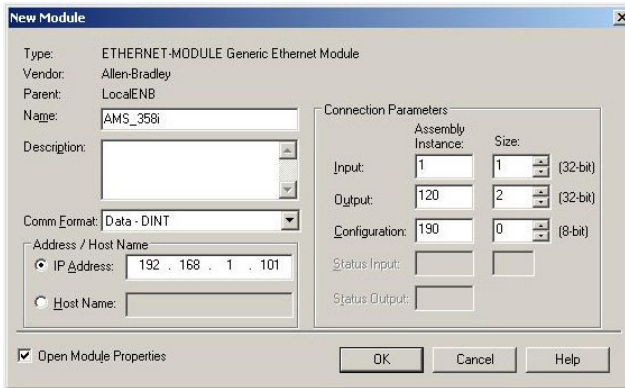 New Module
Type: ETHERNET-MODULE Generic Ethernet Module
Vendor: Allen-Bradley
Parent: LocalENB
Name: AMS_358i
Description:
Comm Format: Data - DINT
Address / Host Name
IP Address: 192 . 168 . 1 . 101
Host Name:
Connection Parameters
Assembly Instance: Size:
Input: 1 1 (32-bit)
Output: 120 2 (32-bit)
Configuration: 190 0 (8-bit)
Status Input:
Status Output:
Open Module Properties
OK Cancel Help